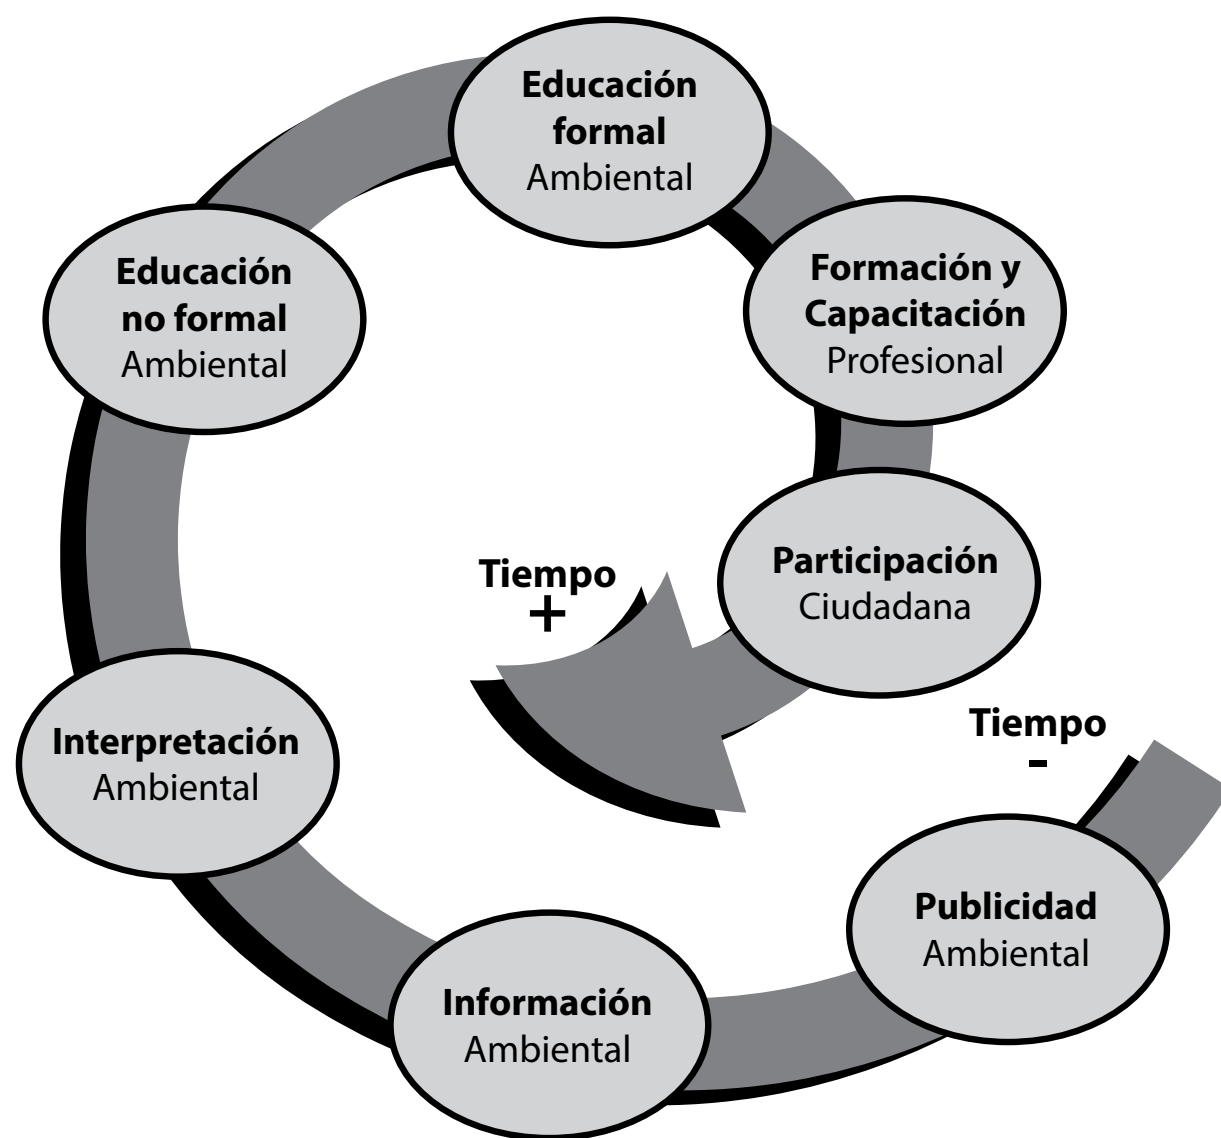 Educación
formal
Ambiental
Educación
no formal
Ambiental
Formación y
Capacitación
Profesional
Tiempo
+
Participación
Ciudadana
Tiempo
-
Interpretación
Ambiental
Publicidad
Ambiental
Información
Ambiental